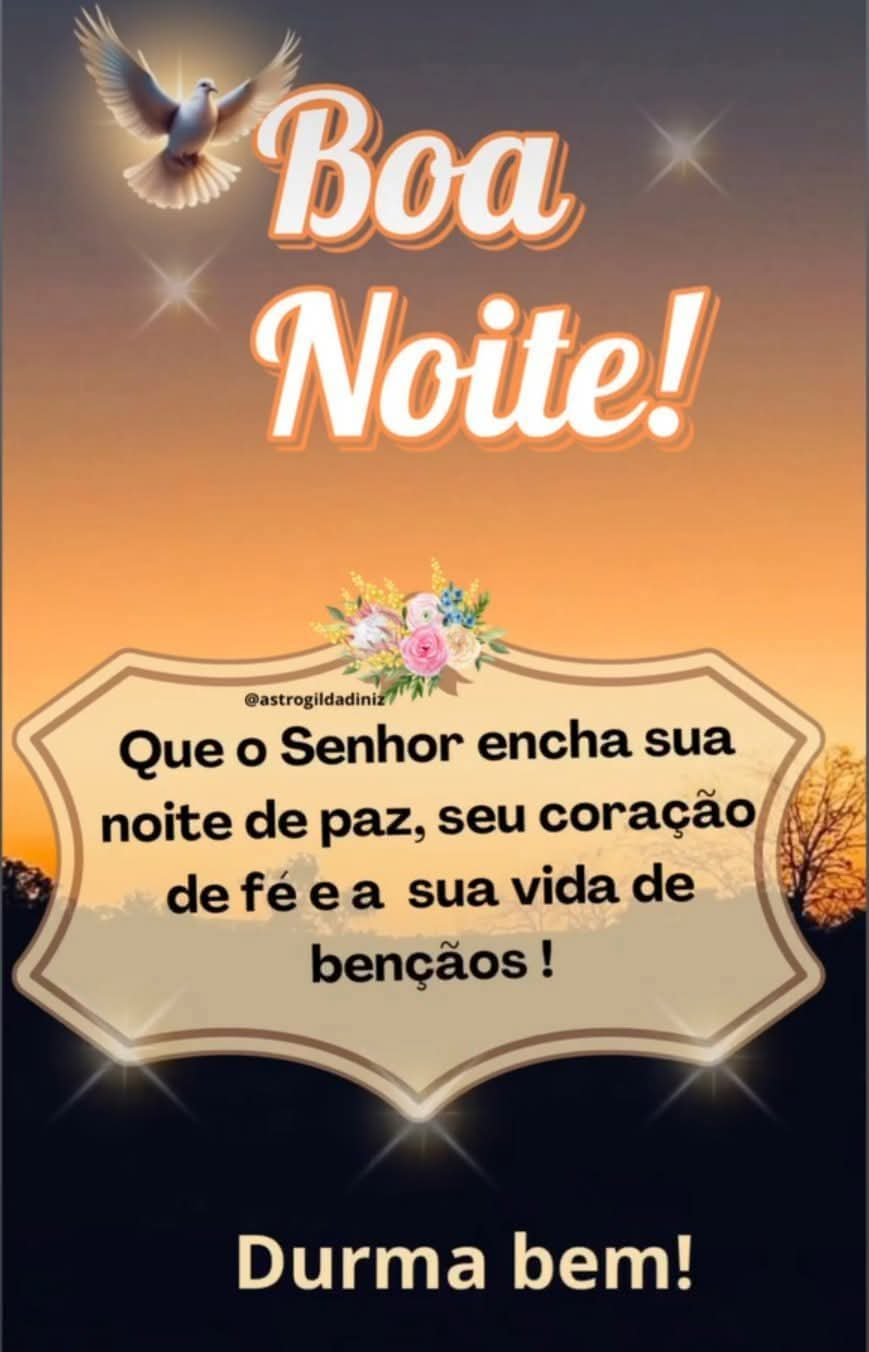 Boa
Noite!
@astrogildadiniz
Que o Senhor encha sua
noite de paz, seu coração
de fé e a sua vida de
bençãos !
Durma bem!